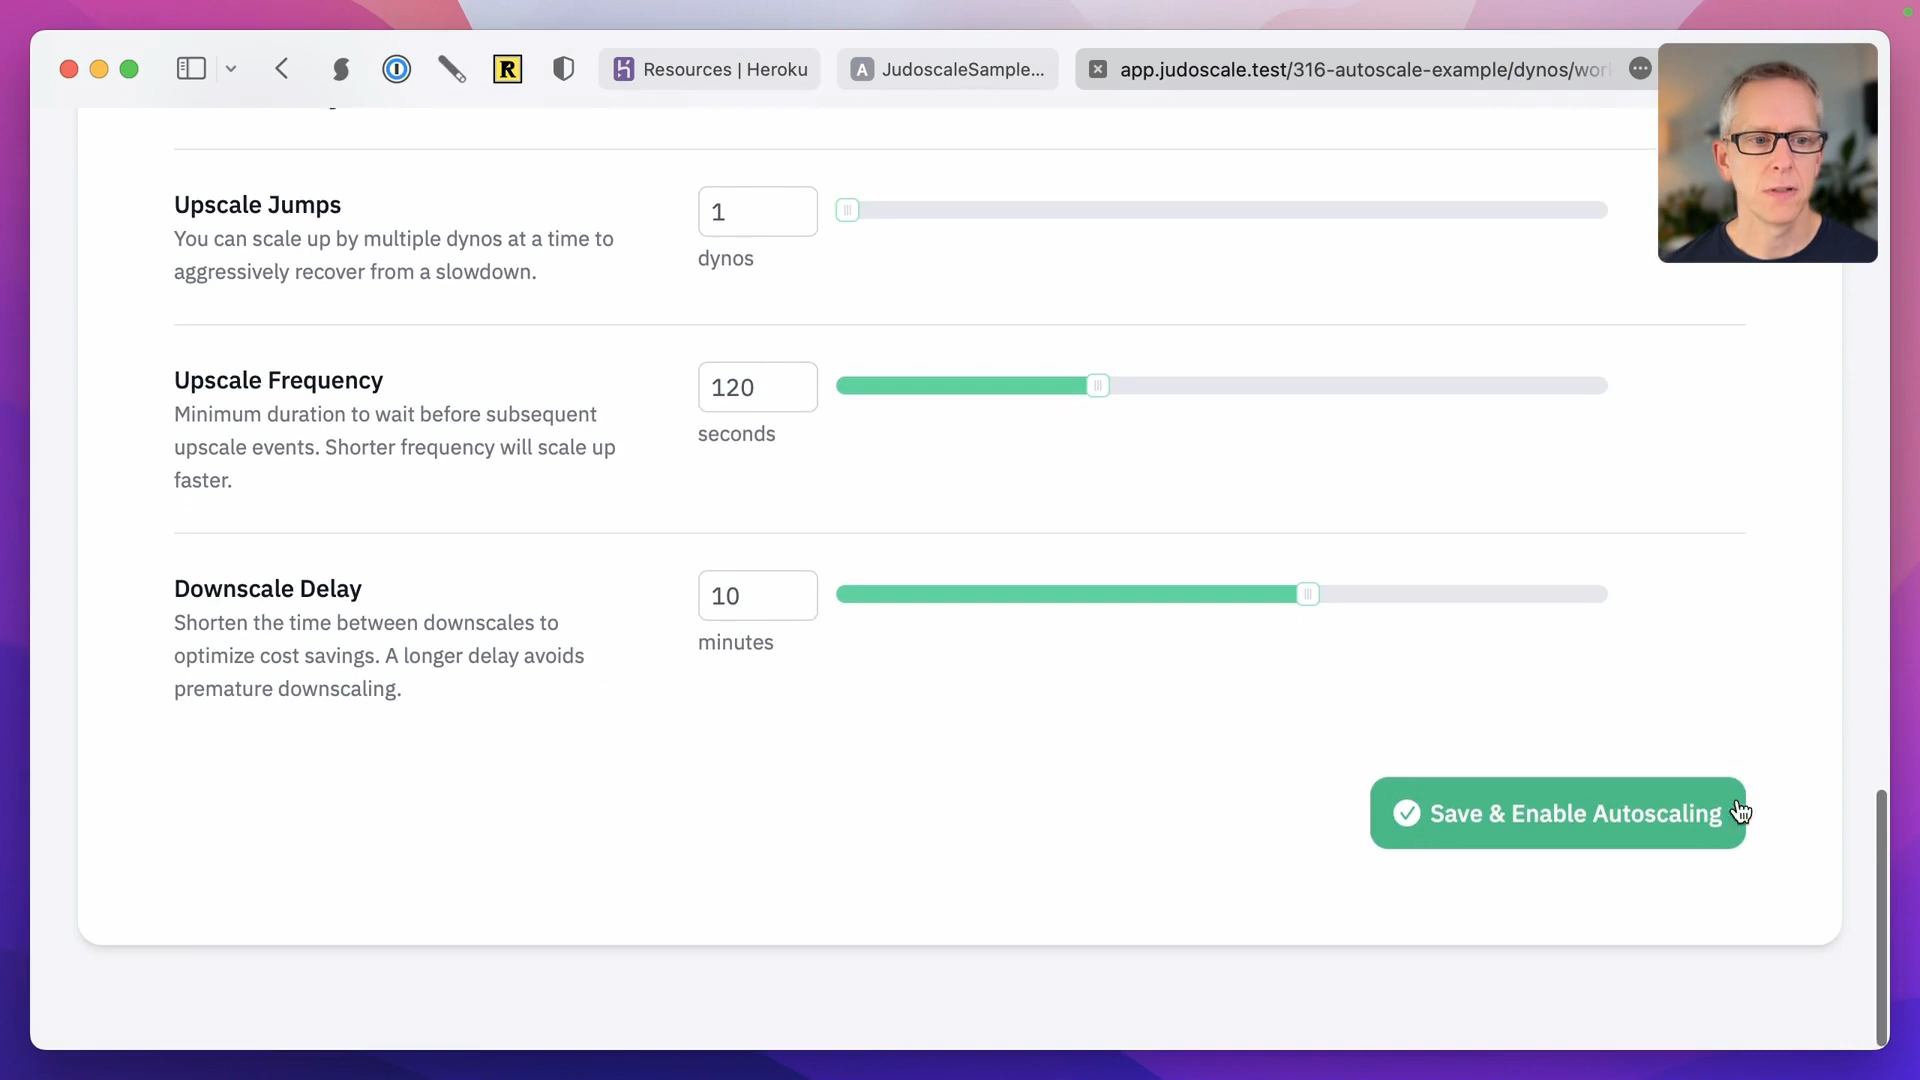 Resources | Heroku
A JudoscaleSample...
app.judoscale.test/316-autoscale-example/dynos/wor
R
Upscale Jumps
You can scale up by multiple dynos at a time to
aggressively recover from a slowdown.
1
dynos
Upscale Frequency
Minimum duration to wait before subsequent
upscale events. Shorter frequency will scale up
faster.
120
seconds
Downscale Delay
Shorten the time between downscales to
optimize cost savings. A longer delay avoids
premature downscaling.
10
minutes
Save & Enable Autoscaling